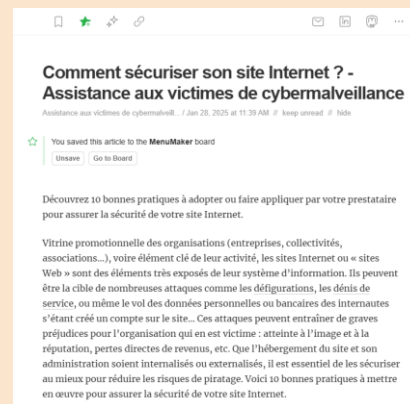 Comment sécuriser son site Internet ? -
Assistance aux victimes de cybermalveillance
Assistance aux victimes de cybermalveill... / Jan 28, 2025 at 11:39 AM // keep unread // hide
You saved this article to the MenuMaker board
Unsave Go to Board
Découvrez 10 bonnes pratiques à adopter ou faire appliquer par votre prestataire
pour assurer la sécurité de votre site Internet.
Vitrine promotionnelle des organisations (entreprises, collectivités,
associations...), voire élément clé de leur activité, les sites Internet ou « sites
Web » sont des éléments très exposés de leur système d'information. Ils peuvent
être la cible de nombreuses attaques comme les défigurations, les dénis de
service, ou même le vol des données personnelles ou bancaires des internautes
s'étant créé un compte sur le site... Ces attaques peuvent entraîner de graves
préjudices pour l'organisation qui en est victime : atteinte à l'image et à la
réputation, pertes directes de revenus, etc. Que l'hébergement du site et son
administration soient internalisés ou externalisés, il est essentiel de les sécuriser
au mieux pour réduire les risques de piratage. Voici 10 bonnes pratiques à mettre
en œuvre pour assurer la sécurité de votre site Internet.